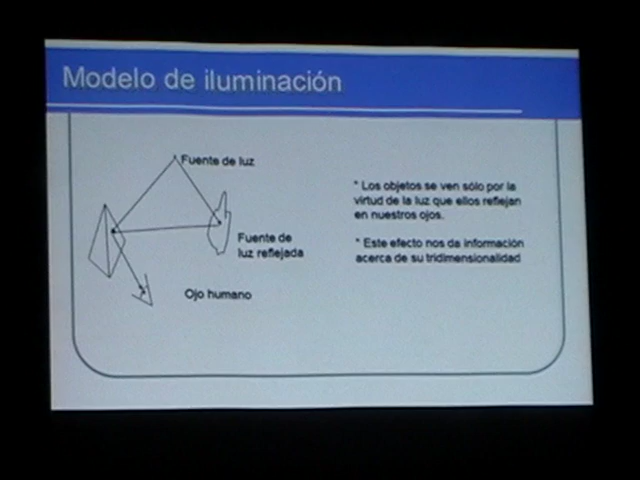 Modelo de iluminación
Fuente de luz
Fuente de
luz reflejada
Ojo humano
* Los objetos se ven sólo por la
virtud de la luz que ellos reflejan
en nuestros ojos.
* Este efecto nos da información
acerca de su tridimensionalidad